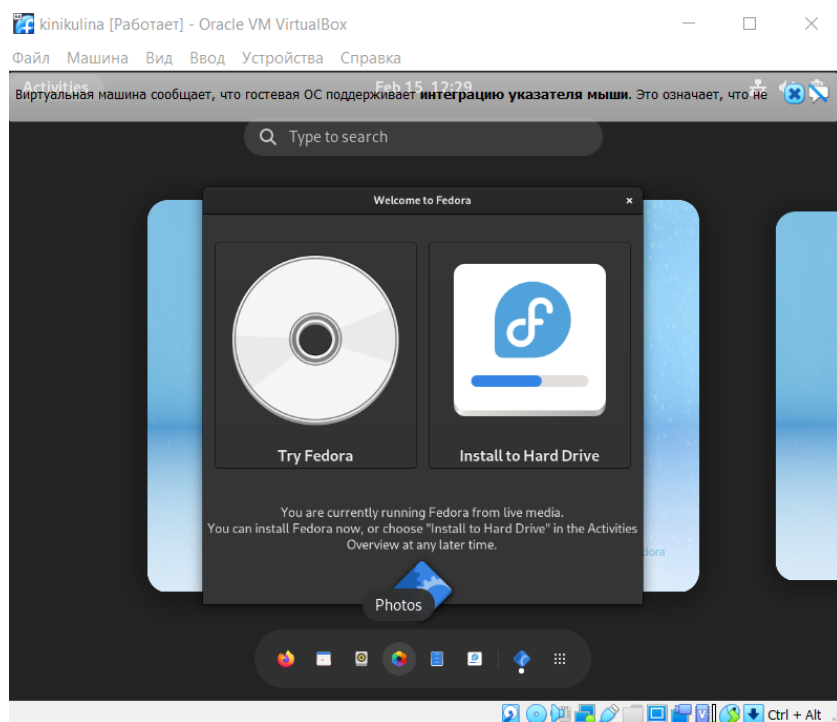 kinikulina [Работает] - Oracle VM VirtualBox
Файл Машина Вид Ввод Устройства Справка
Activities Feb 15 12:29
Виртуальная машина сообщает, что гостевая ОС поддерживает интеграцию указателя мыши. Это означает, что не
Type to search
Welcome to Fedora
Try Fedora
Install to Hard Drive
You are currently running Fedora from live media.
You can install Fedora now, or choose "Install to Hard Drive" in the Activities
Overview at any later time.
dora
Photos
Ctrl + Alt